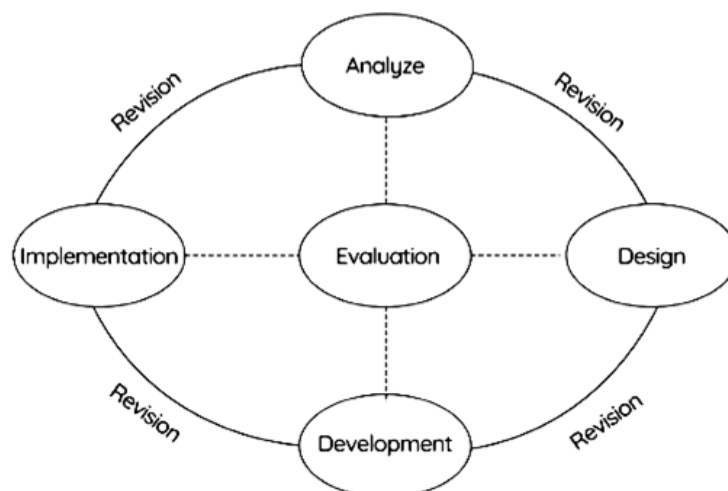 Analyze
Revision
Revision
Implementation
Evaluation
Design
Revision
Revision
Development